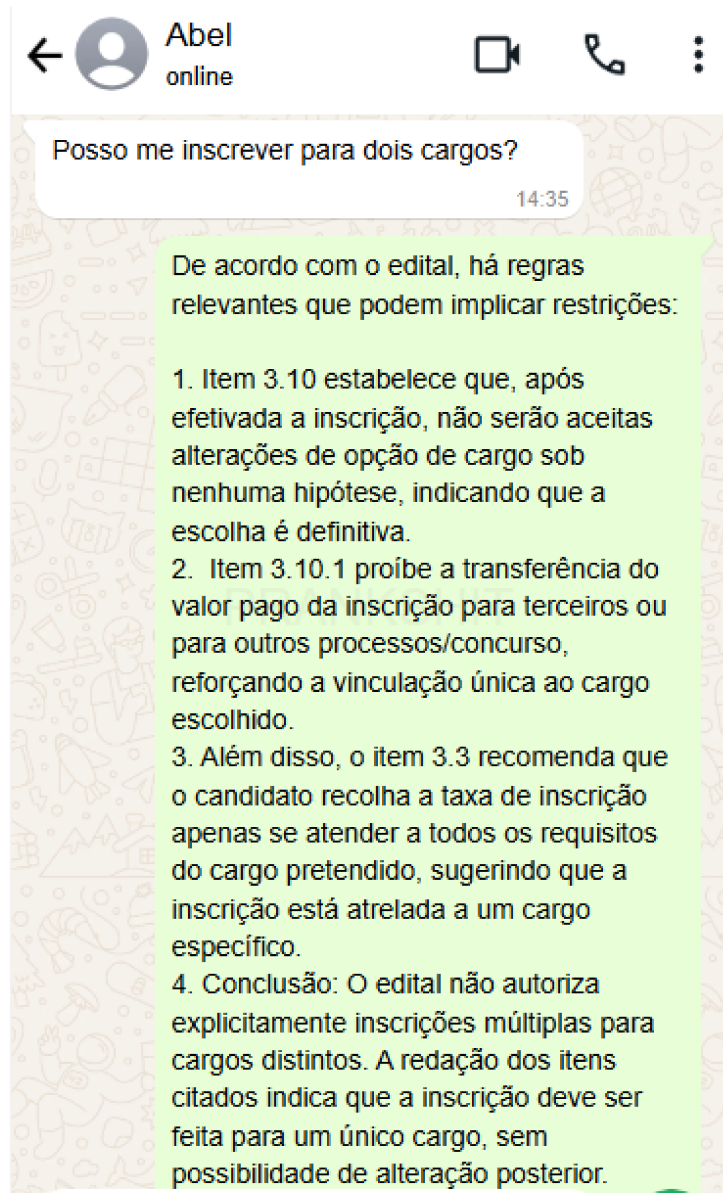 Abel
online
Posso me inscrever para dois cargos?
14:35
De acordo com o edital, há regras
relevantes que podem implicar restrições:
1. Item 3.10 estabelece que, após
efetivada a inscrição, não serão aceitas
alterações de opção de cargo sob
nenhuma hipótese, indicando que a
escolha é definitiva.
2. Item 3.10.1 proíbe a transferência do
valor pago da inscrição para terceiros ou
para outros processos/concurso,
reforçando a vinculação única ao cargo
escolhido.
3. Além disso, o item 3.3 recomenda que
o candidato recolha a taxa de inscrição
apenas se atender a todos os requisitos
do cargo pretendido, sugerindo que a
inscrição está atrelada a um cargo
específico.
4. Conclusão: O edital não autoriza
explicitamente inscrições múltiplas para
cargos distintos. A redação dos itens
citados indica que a inscrição deve ser
feita para um único cargo, sem
possibilidade de alteração posterior.